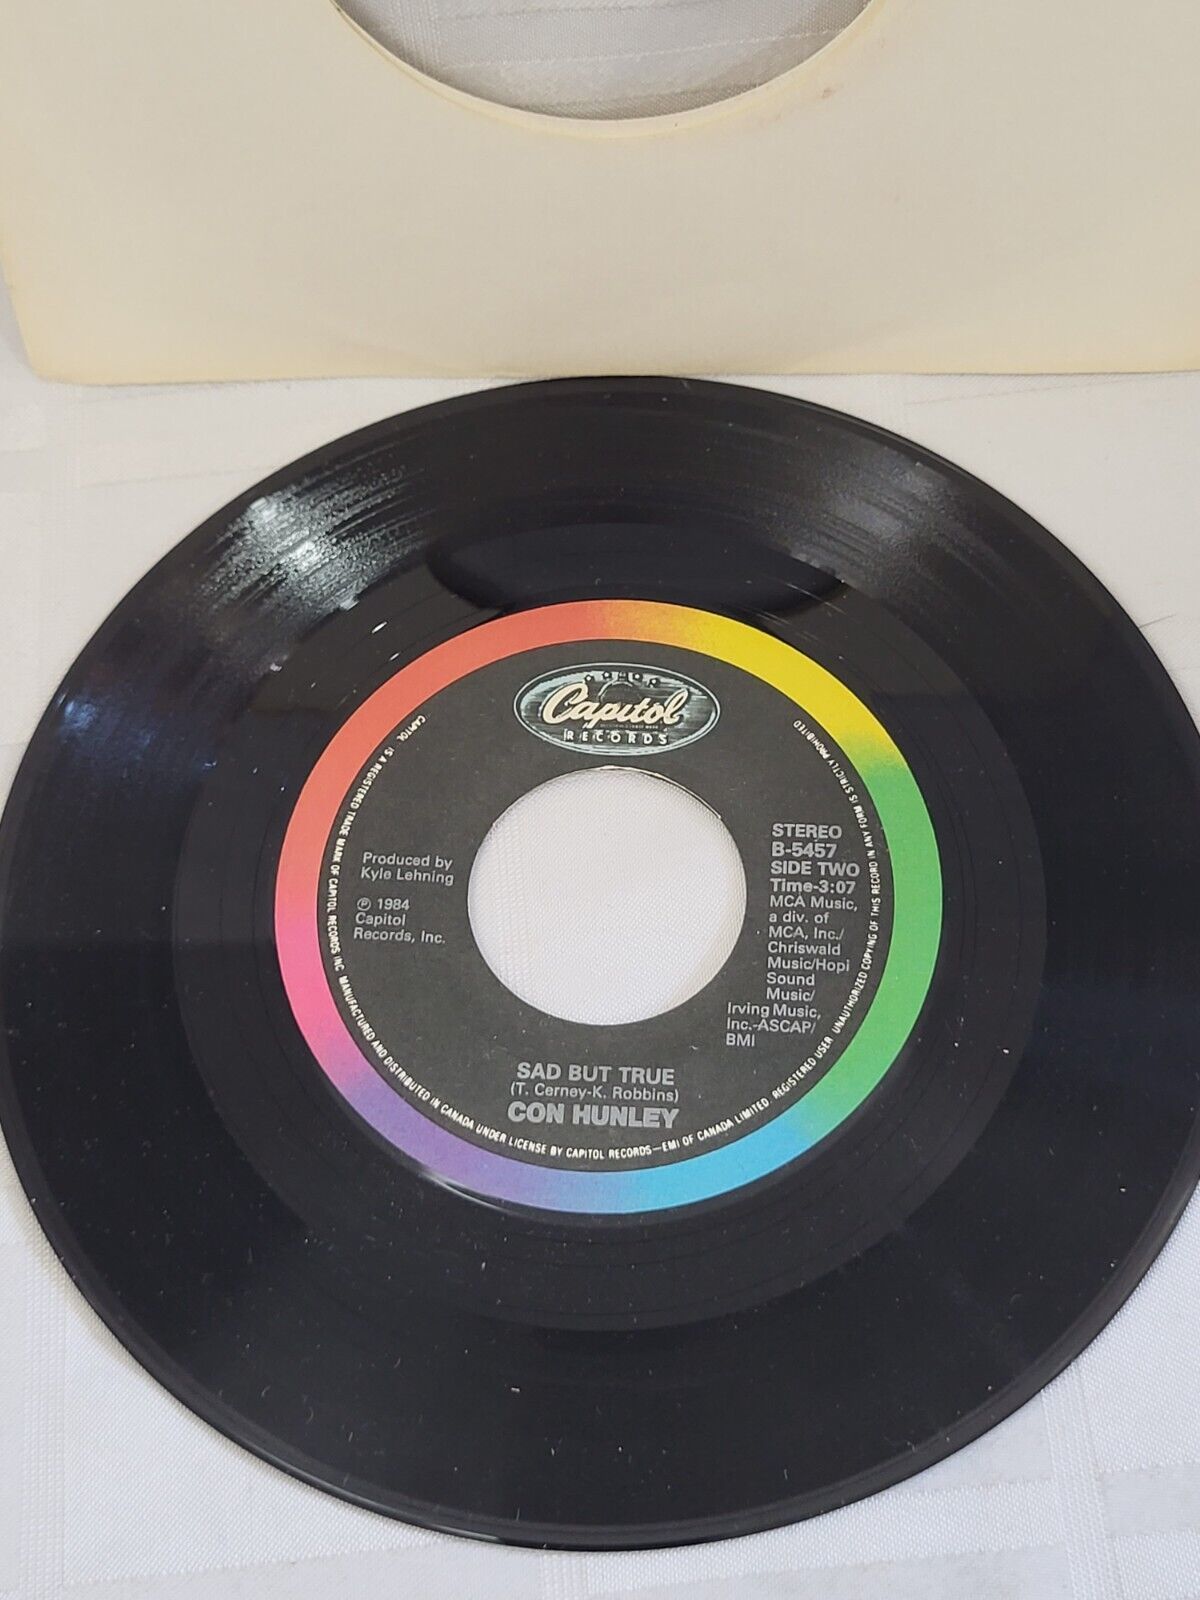 Capitol
RECORDS
STEREO
B-5457
SIDE TWO
Time-3:07
MCA Music,
a div. of
MCA, Inc./
Chriswald
Music/Hopi
Sound
Music/
Irving Music,
Inc.-ASCAP/
BMI
Produced by
Kyle Lehning
℗ 1984
Capitol
Records, Inc.
SAD BUT TRUE
(T. Cerney-K. Robbins)
CON HUNLEY
CAPITOL IS A REGISTERED TRADE MARK OF CAPITOL RECORDS INC. MANUFACTURED AND DISTRIBUTED IN CANADA UNDER LICENSE BY CAPITOL RECORDS—EMI OF CANADA LIMITED. REGISTERED USER. UNAUTHORIZED COPYING OF THIS RECORD IN ANY FORM IS STRICTLY PROHIBITED